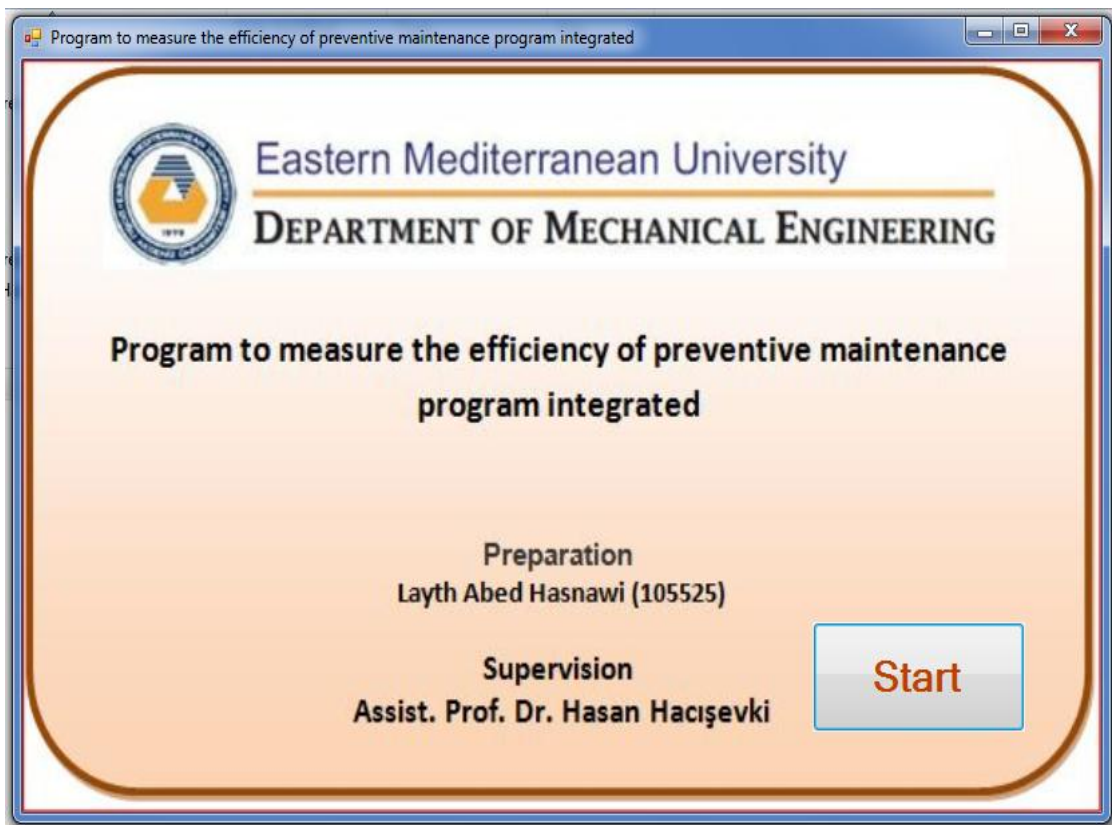 Program to measure the efficiency of preventive maintenance program integrated
Eastern Mediterranean University
DEPARTMENT OF MECHANICAL ENGINEERING
Program to measure the efficiency of preventive maintenance
program integrated
Preparation
Layth Abed Hasnawi (105525)
Supervision
Assist. Prof. Dr. Hasan Hacışevki
Start